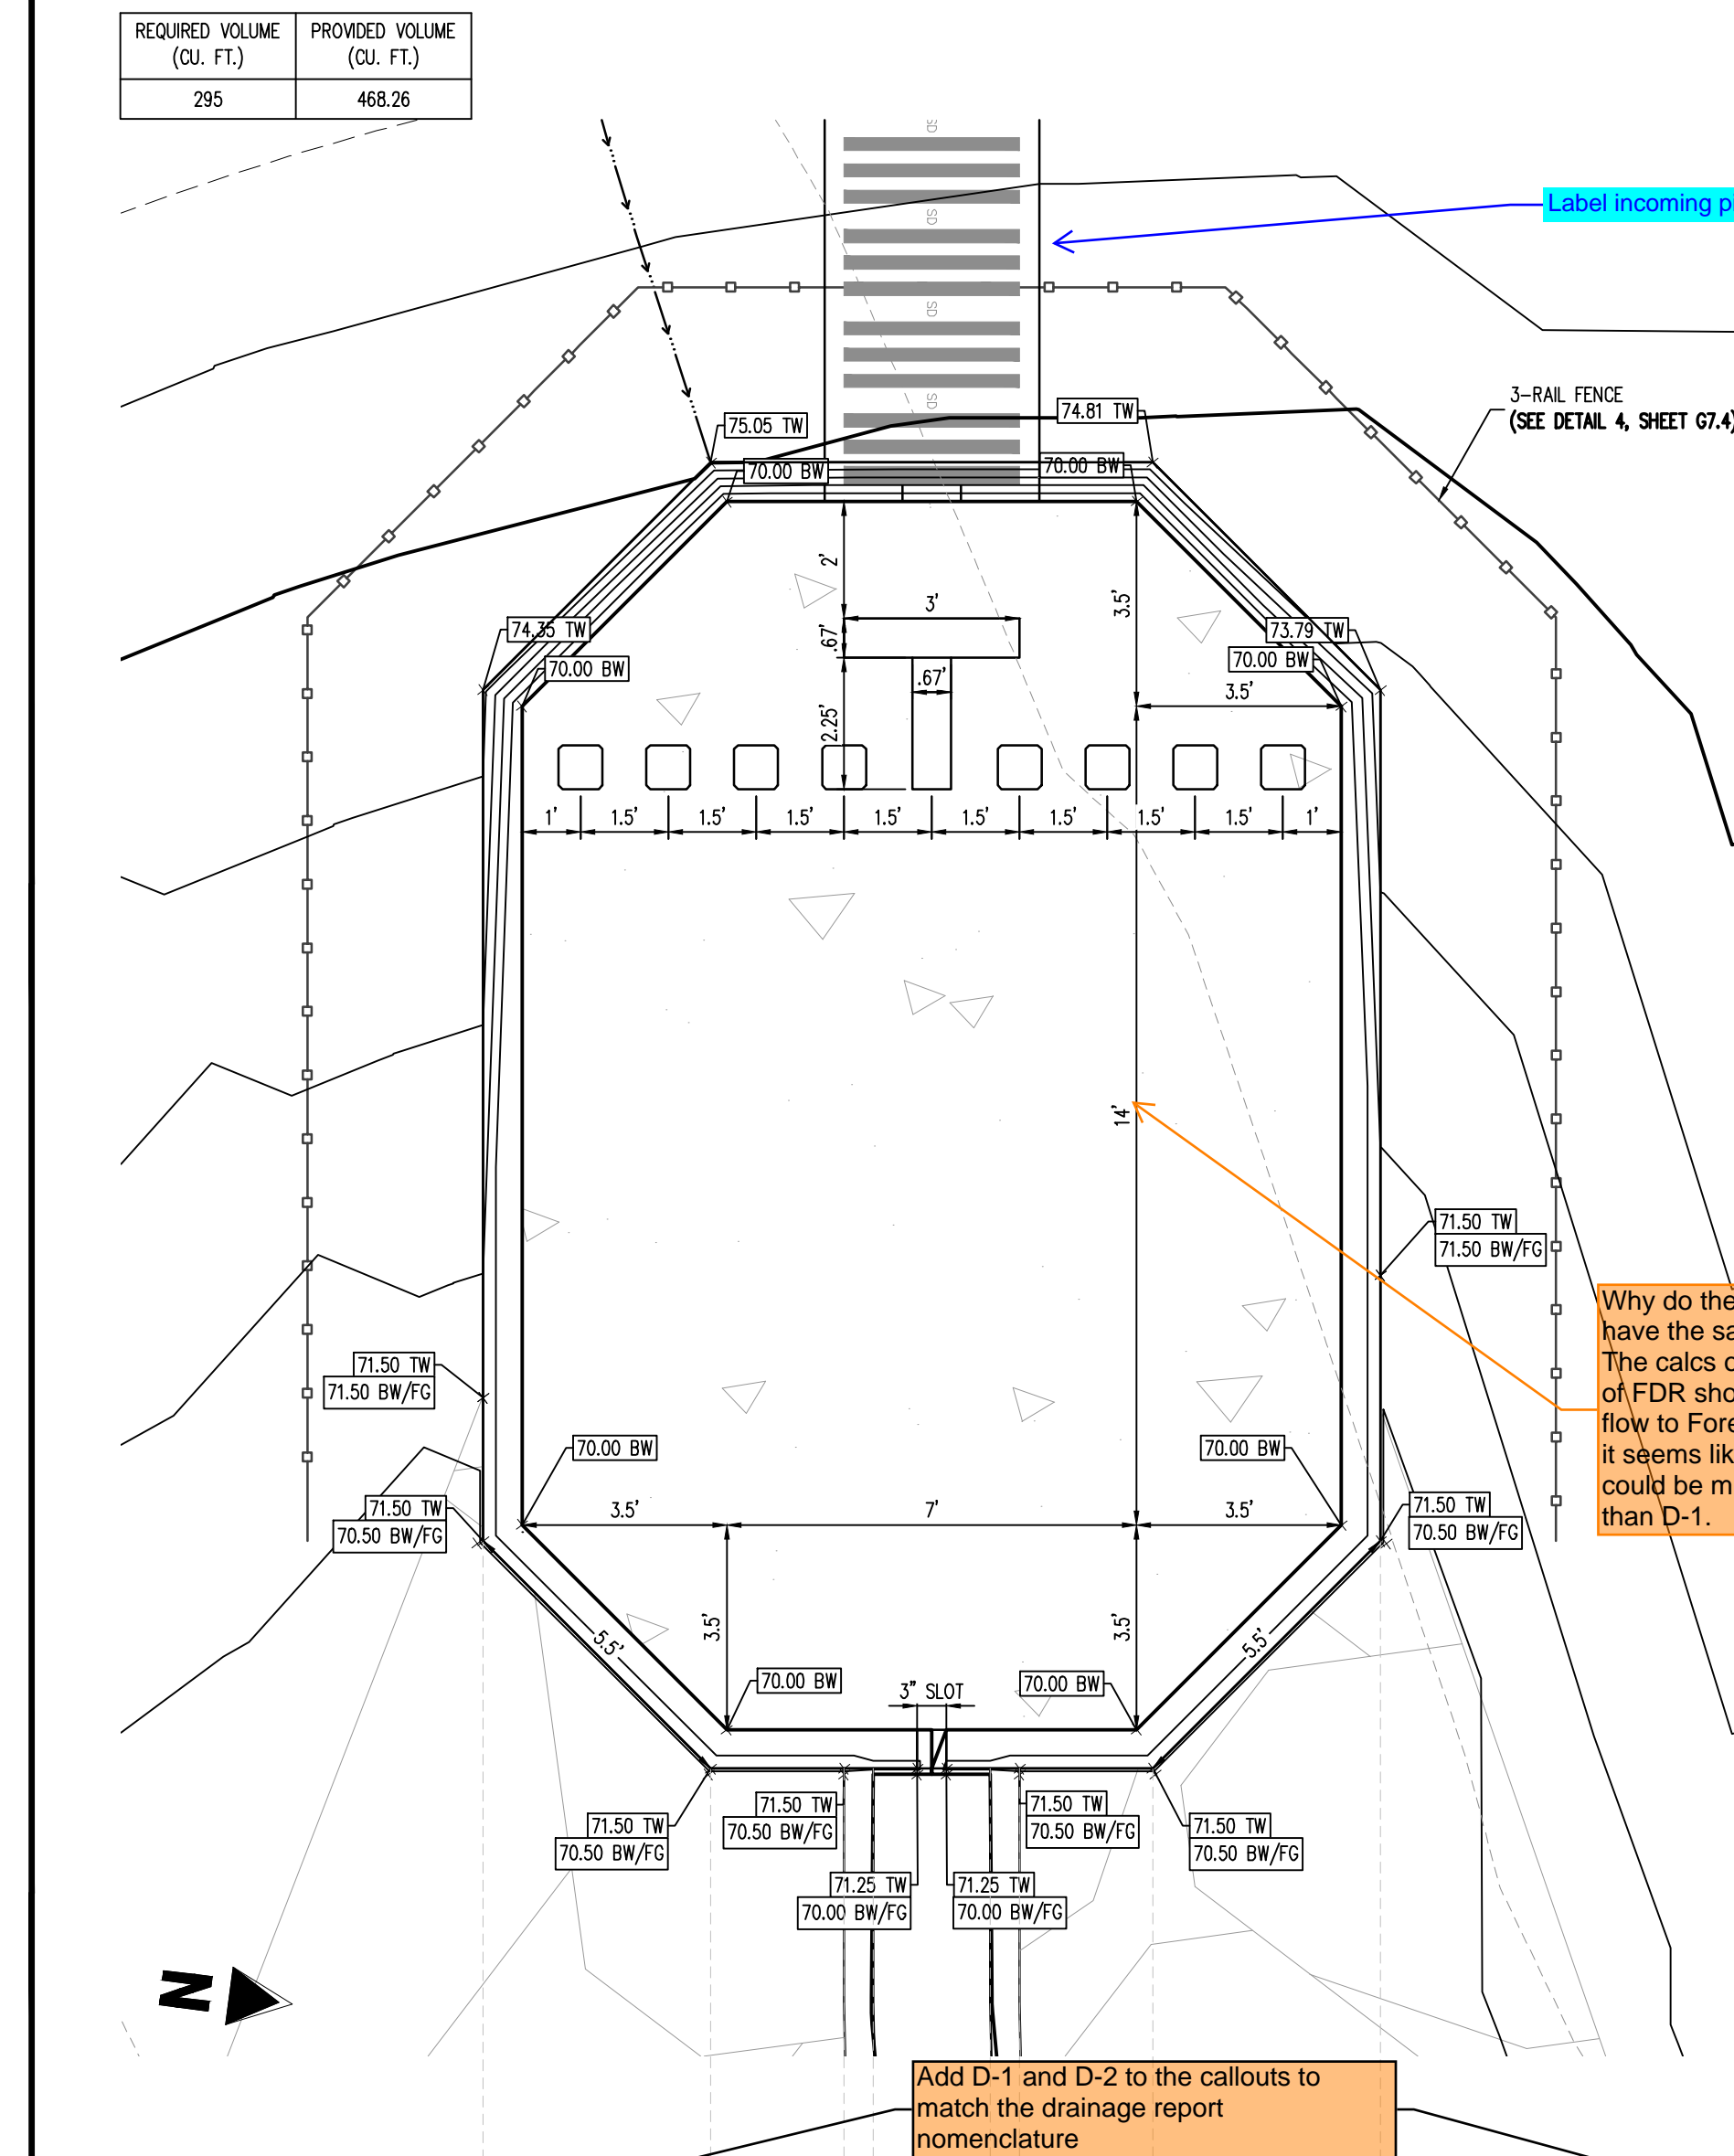 REQUIRED VOLUME
(CU. FT.)
PROVIDED VOLUME
(CU. FT.)
295
468.26
SD
SD
Label incoming
SD
SD
3-RAIL FENCE
(SEE DETAIL 4, SHEET G7.4)
75.05 TW
74.81 TW
70.00 BW
70.00 BW
2'
3'
3.5'
74.35 TW
.67'
73.79 TW
70.00 BW
70.00 BW
.67'
3.5'
2.25'
1'
1.5'
1.5'
1.5'
1.5'
1.5'
1.5'
1.5'
1.5'
1'
14'
71.50 TW
71.50 BW/FG
Why do the
have the
The calcs
of FDR
flow to
it seems
could be
than D-1.
71.50 TW
71.50 BW/FG
70.00 BW
70.00 BW
71.50 TW
70.50 BW/FG
3.5'
7'
3.5'
71.50 TW
70.50 BW/FG
5.5'
3.5'
3.5'
5.5'
70.00 BW
3" SLOT
70.00 BW
71.50 TW
70.50 BW/FG
71.50 TW
70.50 BW/FG
71.50 TW
70.50 BW/FG
71.50 TW
70.50 BW/FG
71.25 TW
70.00 BW/FG
71.25 TW
70.00 BW/FG
N
Add D-1 and D-2 to the callouts to
match the drainage report
nomenclature